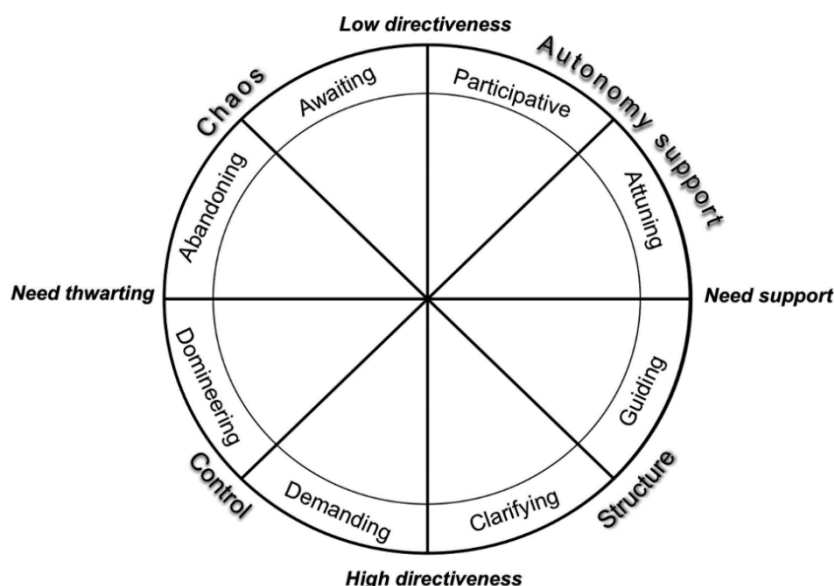 Low directiveness
Chaos
Autonomy support
Awaiting
Participative
Abandoning
Attuning
Need thwarting
Need support
Domineering
Guiding
Control
Structure
Demanding
Clarifying
High directiveness